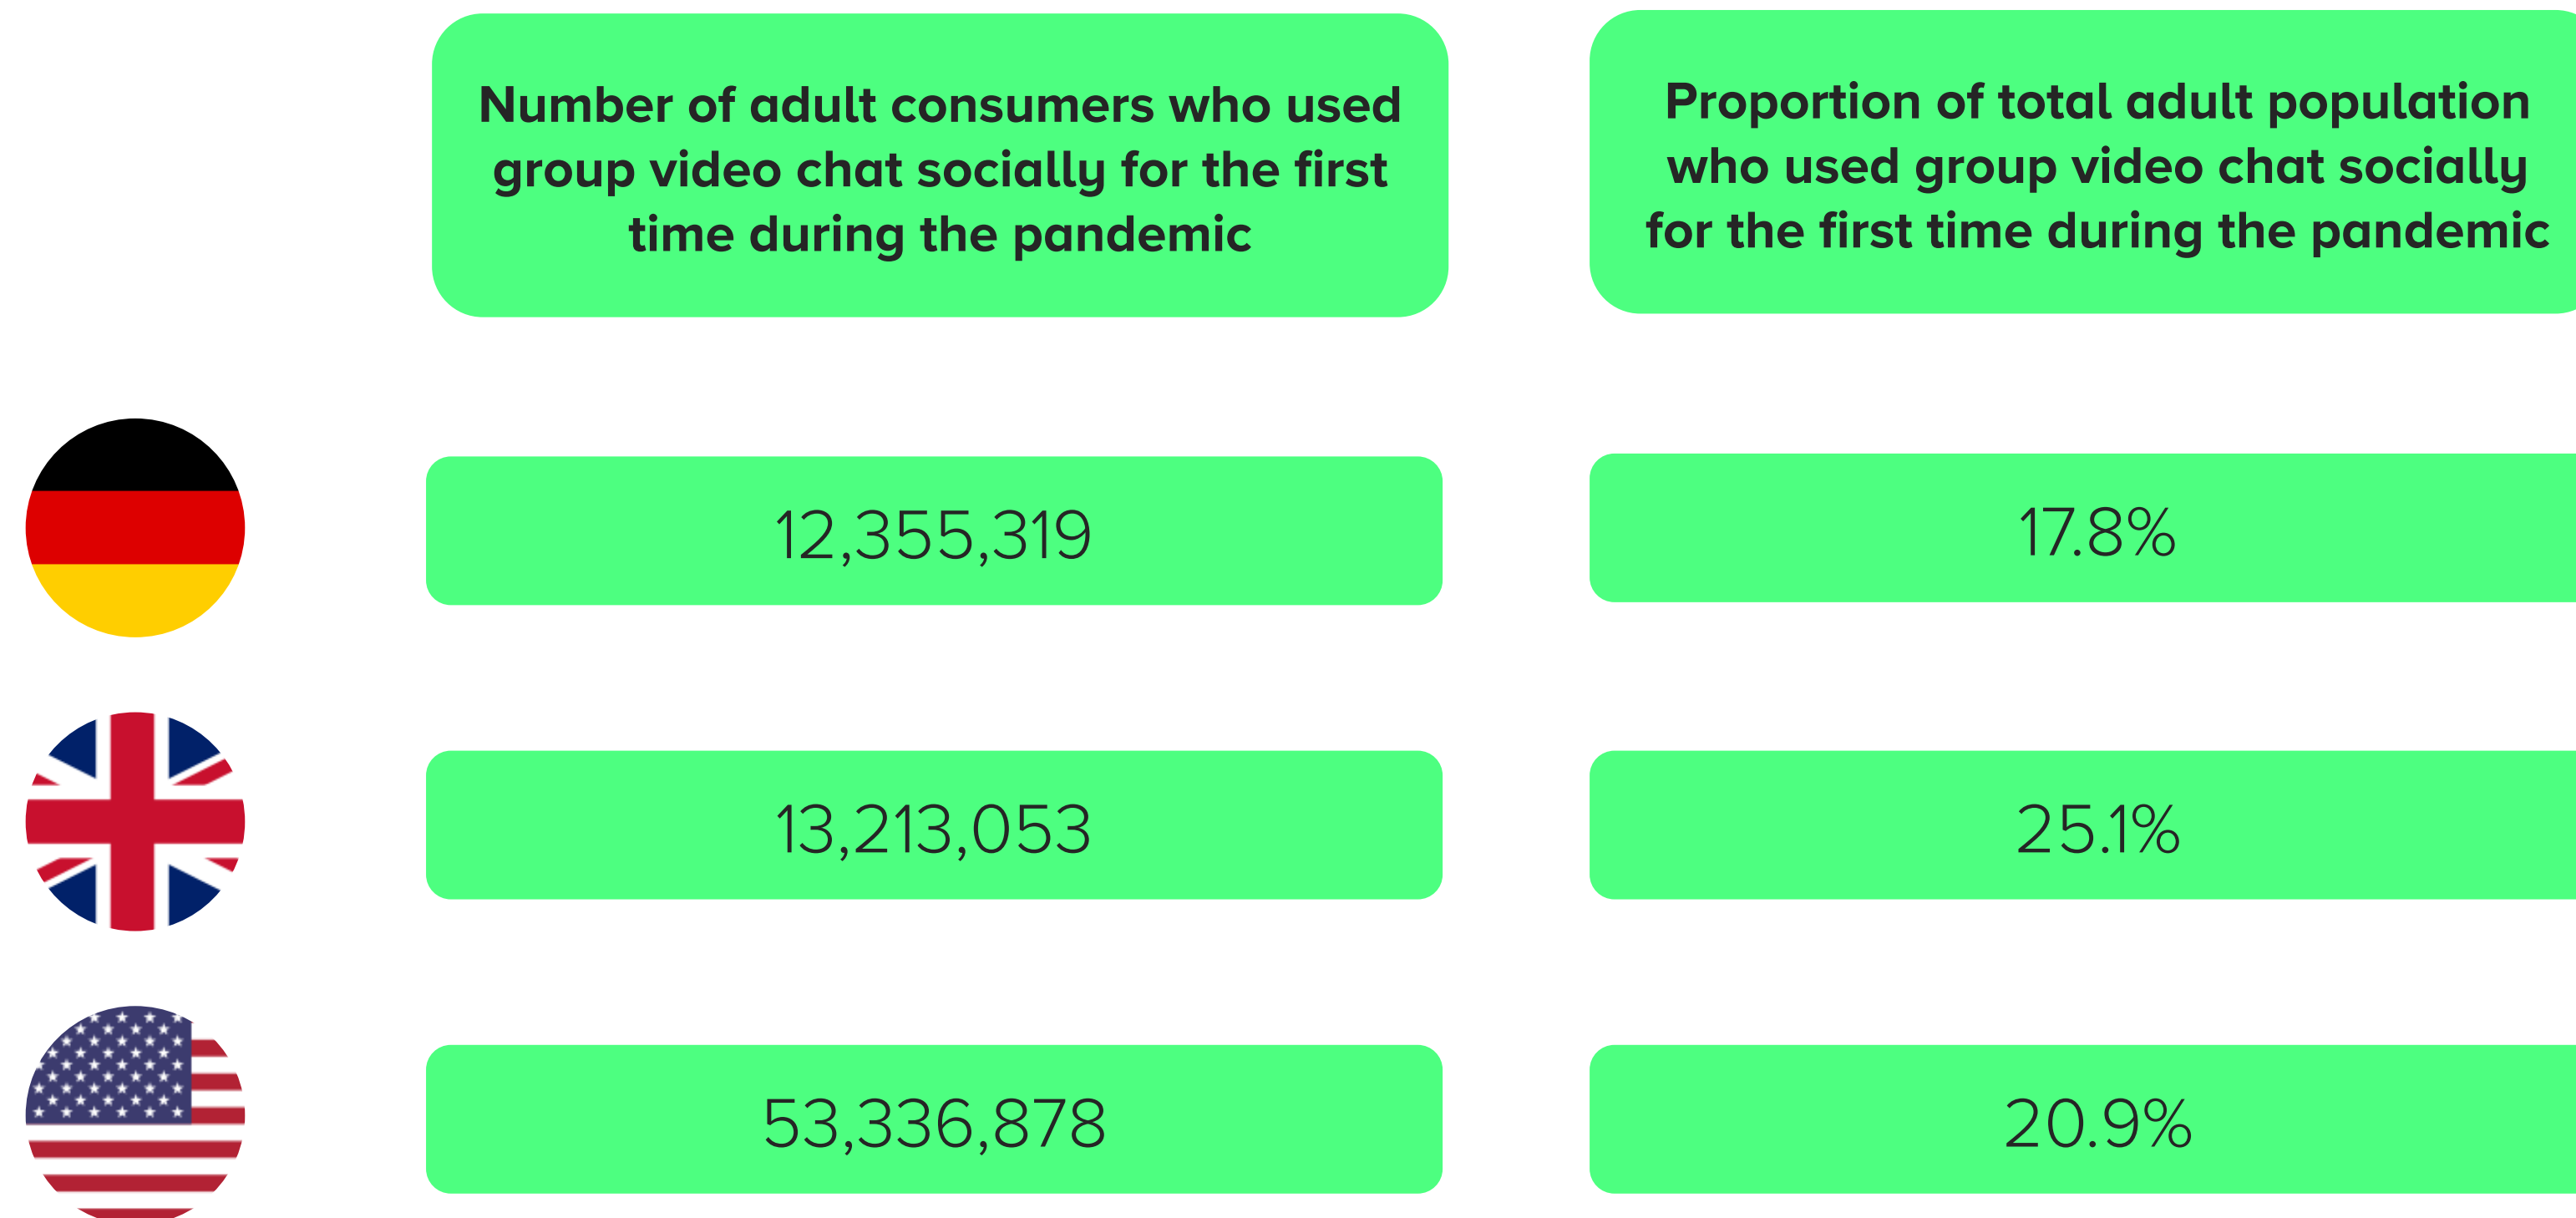 Number of adult consumers who used
group video chat socially for the first
time during the pandemic
Proportion of total adult population
who used group video chat socially
for the first time during the pandemic
12,355,319
17.8%
13,213,053
25.1%
53,336,878
20.9%